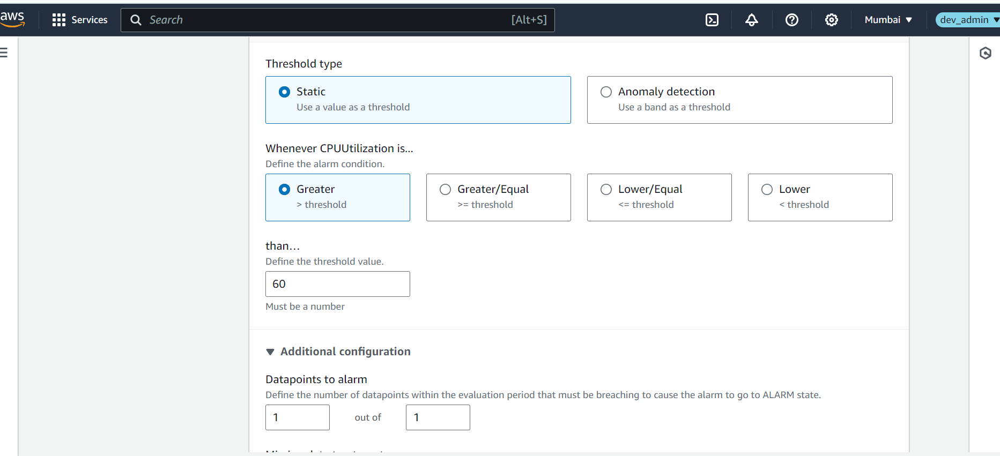 aws Services Search [Alt+S] Mumbai dev_admin
Threshold type
Static Anomaly detection
Use a value as a threshold Use a band as a threshold
Whenever CPUUtilization is...
Define the alarm condition.
Greater Greater/Equal Lower/Equal Lower
> threshold >= threshold <= threshold < threshold
than...
Define the threshold value.
60
Must be a number
Additional configuration
Datapoints to alarm
Define the number of datapoints within the evaluation period that must be breaching to cause the alarm to go to ALARM state.
1 out of 1